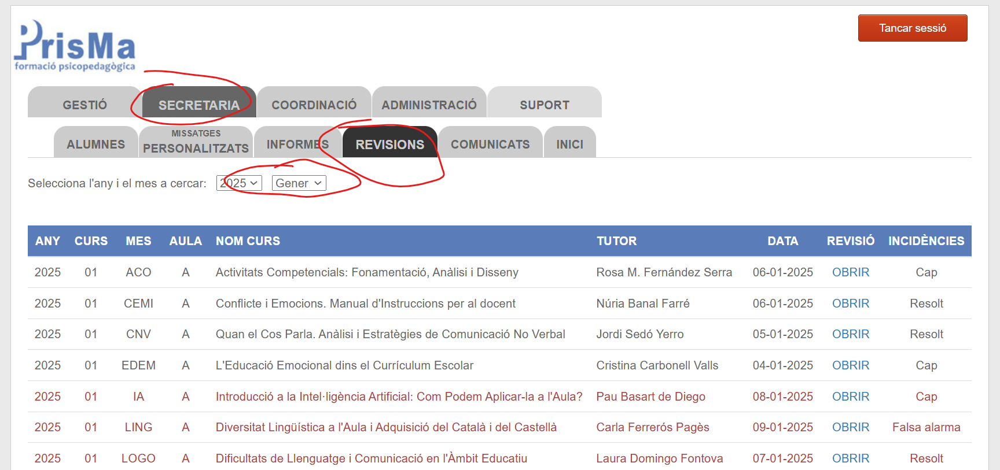 PrisMa
formació psicopedagògica
Tancar sessió
GESTIÓ SECRETARIA COORDINACIÓ ADMINISTRACIÓ SUPORT
ALUMNES MISSATGES PERSONALITZATS INFORMES REVISIONS COMUNICATS INICI
Selecciona l'any i el mes a cercar: 2025 Gener
ANY CURS MES AULA NOM CURS TUTOR DATA REVISIÓ INCIDÈNCIES
2025 01 ACO A Activitats Competencials: Fonamentació, Anàlisi i Disseny Rosa M. Fernández Serra 06-01-2025 OBRIR Cap
2025 01 CEMI A Conflicte i Emocions. Manual d'Instruccions per al docent Núria Banal Farré 06-01-2025 OBRIR Resolt
2025 01 CNV A Quan el Cos Parla. Anàlisi i Estratègies de Comunicació No Verbal Jordi Sedó Yerro 05-01-2025 OBRIR Resolt
2025 01 EDEM A L'Educació Emocional dins el Currículum Escolar Cristina Carbonell Valls 04-01-2025 OBRIR Cap
2025 01 IA A Introducció a la Intel·ligència Artificial: Com Podem Aplicar-la a l'Aula? Pau Basart de Diego 08-01-2025 OBRIR Cap
2025 01 LING A Diversitat Lingüística a l'Aula i Adquisició del Català i del Castellà Carla Ferrerós Pagès 09-01-2025 OBRIR Falsa alarma
2025 01 LOGO A Dificultats de Llenguatge i Comunicació en l'Àmbit Educatiu Laura Domingo Fontova 07-01-2025 OBRIR Resolt